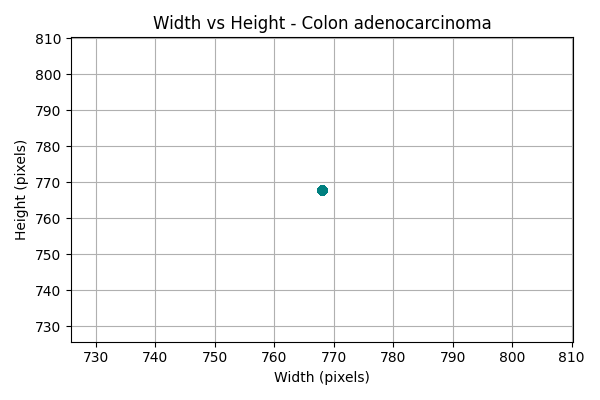 Width vs Height - Colon adenocarcinoma
810
800
790
780
770
760
750
740
730
Height (pixels)
730 740 750 760 770 780 790 800 810
Width (pixels)